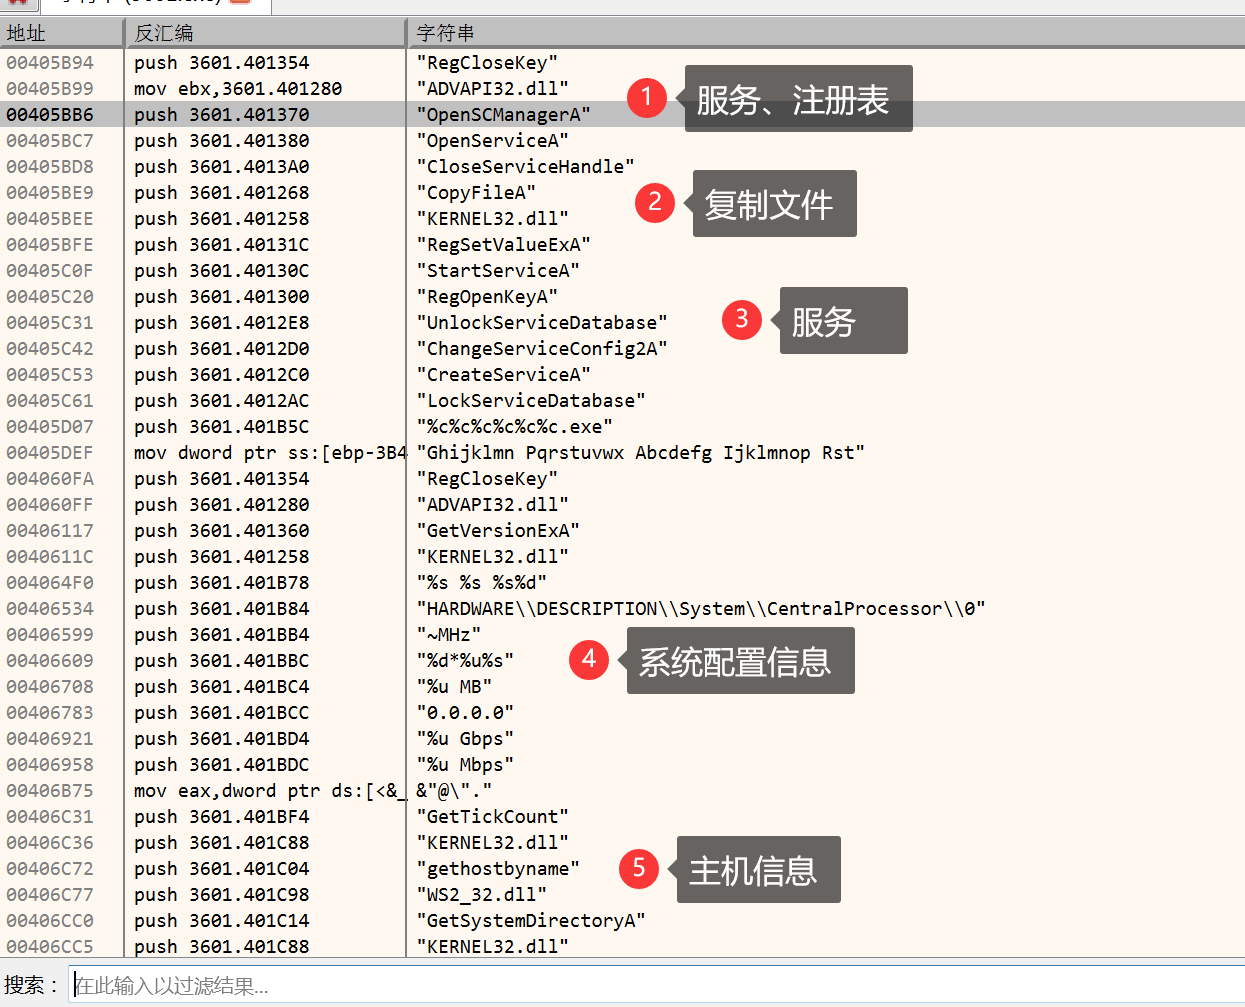 地址 反汇编 字符串
00405B94 push 3601.401354 "RegCloseKey"
00405B99 mov ebx,3601.401280 "ADVAPI32.dll"
1 服务、注册表
00405BB6 push 3601.401370 "OpenSCManagerA"
00405BC7 push 3601.401380 "OpenServiceA"
00405BD8 push 3601.4013A0 "CloseServiceHandle"
00405BE9 push 3601.401268 "CopyFileA"
2 复制文件
00405BEE push 3601.401258 "KERNEL32.dll"
00405BFE push 3601.40131C "RegSetValueExA"
00405C0F push 3601.40130C "StartServiceA"
00405C20 push 3601.401300 "RegOpenKeyA"
00405C31 push 3601.4012E8 "UnlockServiceDatabase"
3 服务
00405C42 push 3601.4012D0 "ChangeServiceConfig2A"
00405C53 push 3601.4012C0 "CreateServiceA"
00405C61 push 3601.4012AC "LockServiceDatabase"
00405D07 push 3601.401B5C "%c%c%c%c%c%c.exe"
00405DEF mov dword ptr ss:[ebp-3B4 "Ghijklmn Pqrstuvwx Abcdefg Ijklmnop Rst"
004060FA push 3601.401354 "RegCloseKey"
004060FF push 3601.401280 "ADVAPI32.dll"
00406117 push 3601.401360 "GetVersionExA"
0040611C push 3601.401258 "KERNEL32.dll"
004064F0 push 3601.401B78 "%s %s %s%d"
00406534 push 3601.401B84 "HARDWARE\\DESCRIPTION\\System\\CentralProcessor\\0"
00406599 push 3601.401BB4 "~MHz"
00406609 push 3601.401BBC "%d*%u%s"
4 系统配置信息
00406708 push 3601.401BC4 "%u MB"
00406783 push 3601.401BCC "0.0.0.0"
00406921 push 3601.401BD4 "%u Gbps"
00406958 push 3601.401BDC "%u Mbps"
00406B75 mov eax,dword ptr ds:[<&_ &"@\"."
00406C31 push 3601.401BF4 "GetTickCount"
00406C36 push 3601.401C88 "KERNEL32.dll"
00406C72 push 3601.401C04 "gethostbyname"
5 主机信息
00406C77 push 3601.401C98 "WS2_32.dll"
00406CC0 push 3601.401C14 "GetSystemDirectoryA"
00406CC5 push 3601.401C88 "KERNEL32.dll"
搜索： 在此输入以过滤结果...